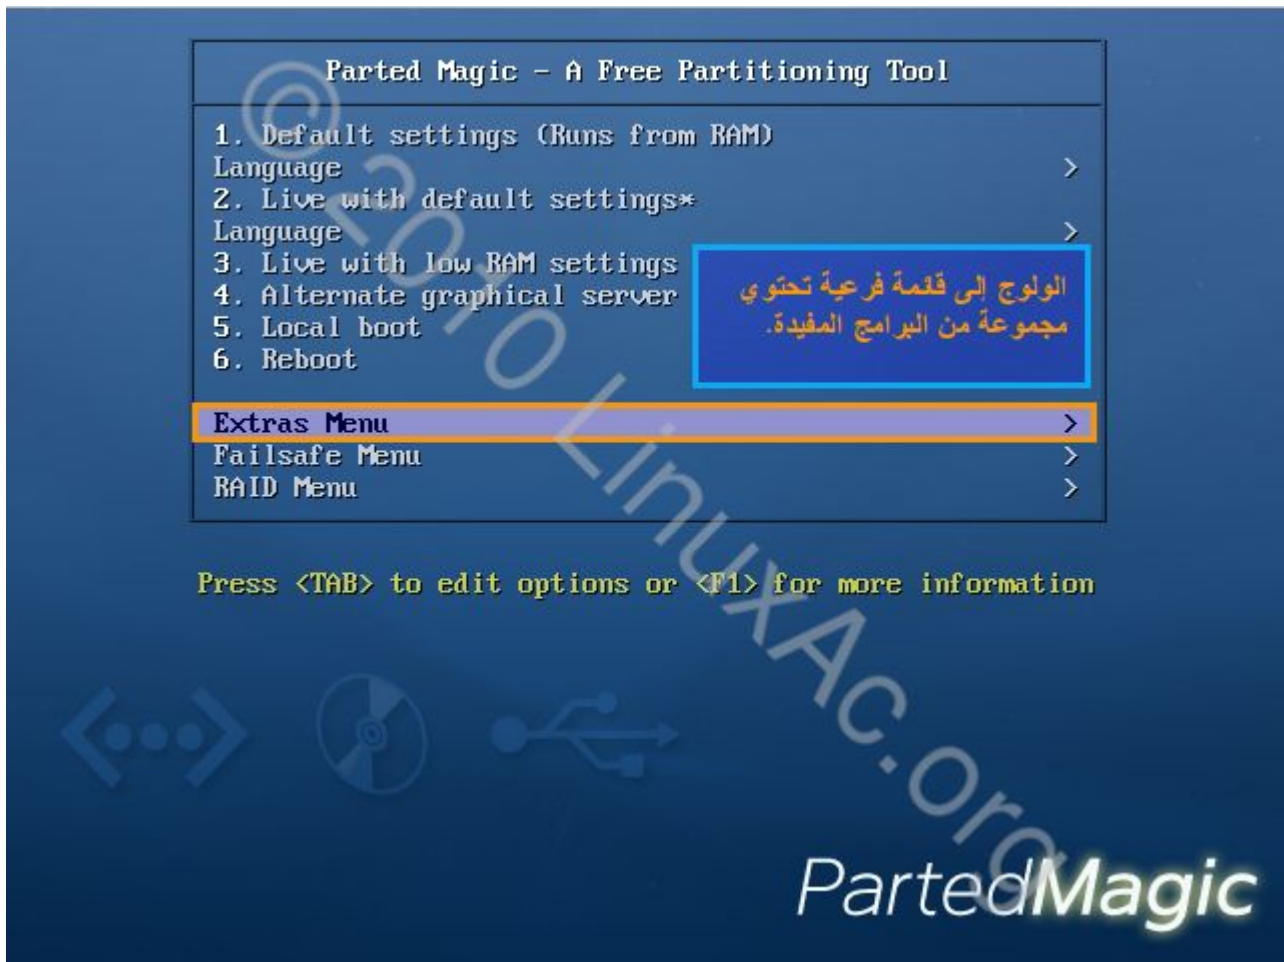 Parted Magic - A Free Partitioning Tool
1. Default settings (Runs from RAM)
Language >
2. Live with default settings*
Language >
3. Live with low RAM settings
4. Alternate graphical server
5. Local boot
6. Reboot
الولوج إلى قائمة فرعية تحتوي
مجموعة من البرامج المفيدة.
Extras Menu >
Failsafe Menu >
RAID Menu >
Press <TAB> to edit options or <F1> for more information
© 2010 LinuxAc.org
PartedMagic